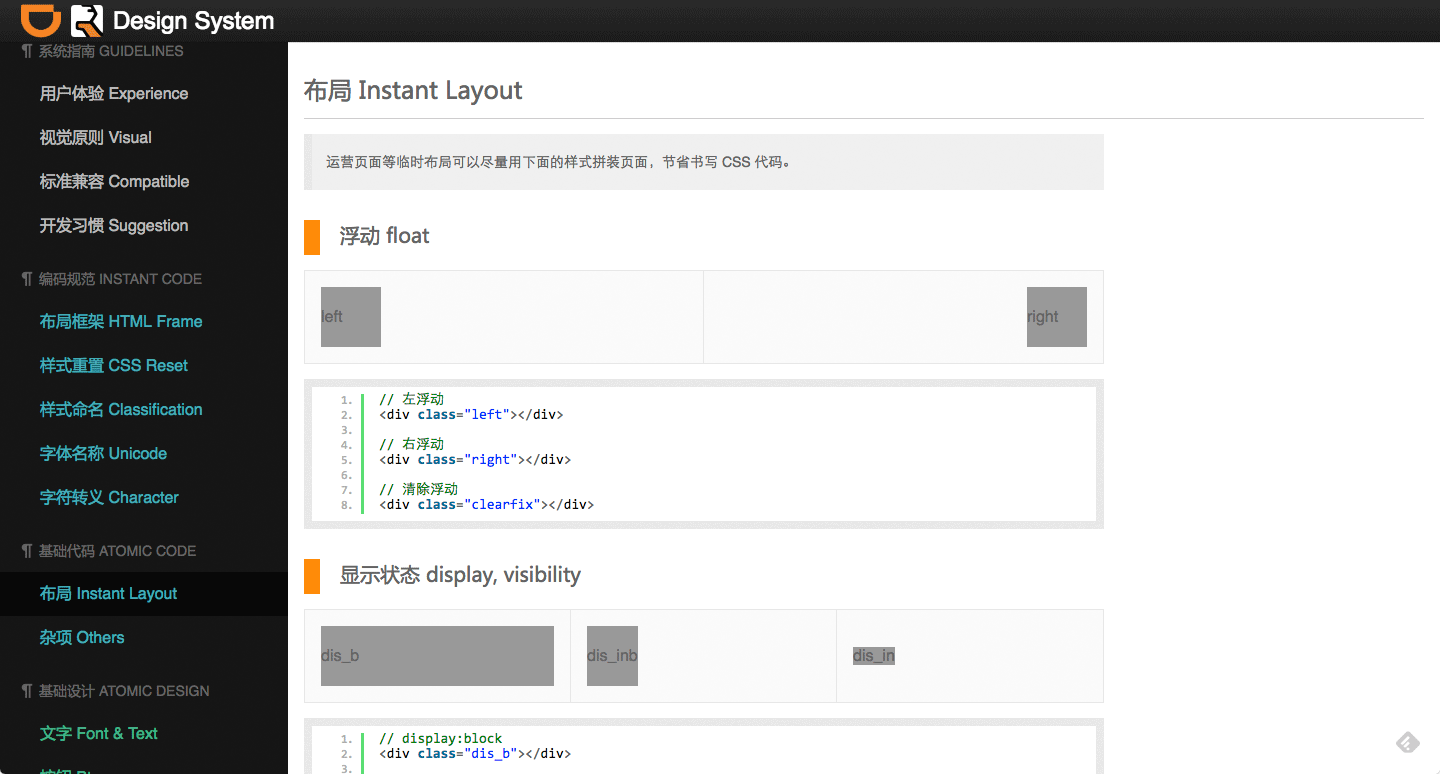 Design System
¶ 系统指南 GUIDELINES
用户体验 Experience
视觉原则 Visual
标准兼容 Compatible
开发习惯 Suggestion
¶ 编码规范 INSTANT CODE
布局框架 HTML Frame
样式重置 CSS Reset
样式命名 Classification
字体名称 Unicode
字符转义 Character
¶ 基础代码 ATOMIC CODE
布局 Instant Layout
杂项 Others
¶ 基础设计 ATOMIC DESIGN
文字 Font & Text
布局 Instant Layout
运营页面等临时布局可以尽量用下面的样式拼装页面，节省书写 CSS 代码。
浮动 float
left
right
1. // 左浮动
2. <div class="left"></div>
3.
4. // 右浮动
5. <div class="right"></div>
6.
7. // 清除浮动
8. <div class="clearfix"></div>
显示状态 display, visibility
dis_b
dis_inb
dis_in
1. // display:block
2. <div class="dis_b"></div>
3.